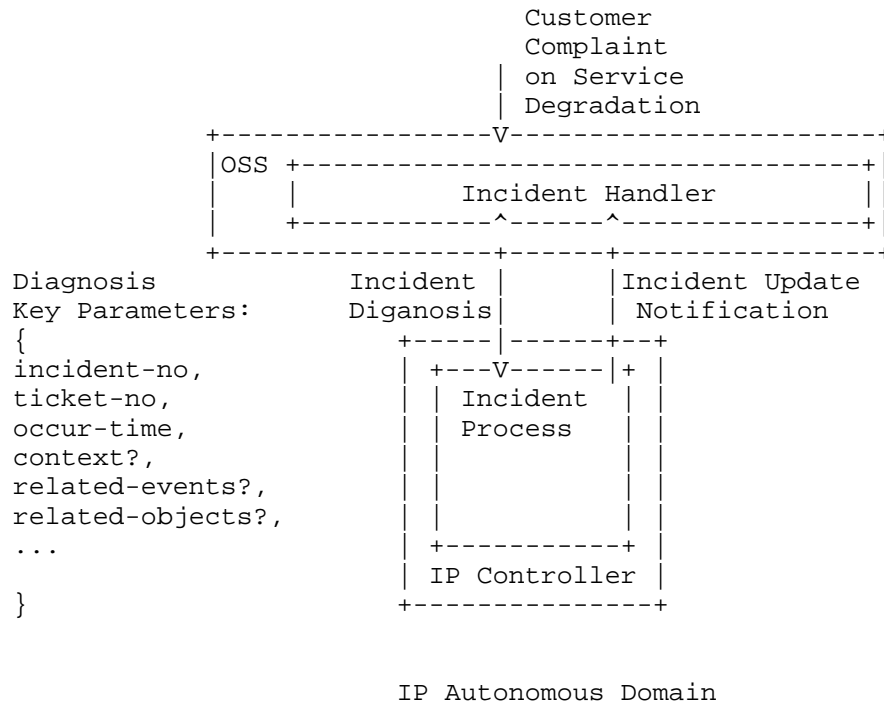 Customer
Complaint
on Service
Degradation
OSS
Incident Handler
Diagnosis Incident Incident Update
Key Parameters: Diganosis Notification
{
incident-no,
ticket-no, Incident
occur-time, Process
context?,
related-events?,
related-objects?,
...
IP Controller
}
IP Autonomous Domain